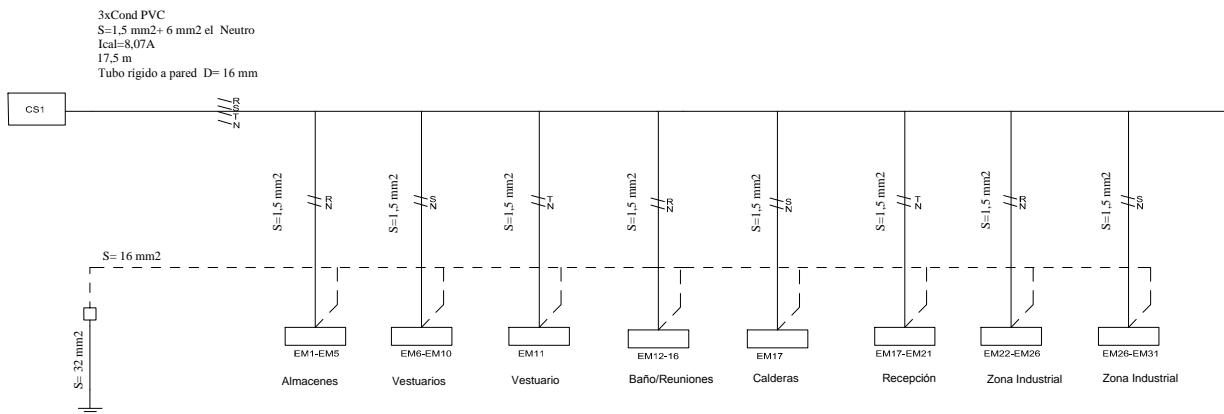 3xCond PVC
S=1,5 mm2+ 6 mm2 el Neutro
Ical=8,07A
17,5 m
Tubo rigido a pared D= 16 mm
CS1
R
S
T
N
S=1,5 mm2
R
N
S=1,5 mm2
S
N
S=1,5 mm2
T
N
S=1,5 mm2
R
N
S=1,5 mm2
S
N
S=1,5 mm2
T
N
S=1,5 mm2
R
N
S=1,5 mm2
S
N
S= 16 mm2
S= 32 mm2
EM1-EM5
EM6-EM10
EM11
EM12-16
EM17
EM17-EM21
EM22-EM26
EM26-EM31
Almacenes
Vestuarios
Vestuario
Baño/Reuniones
Calderas
Recepción
Zona Industrial
Zona Industrial